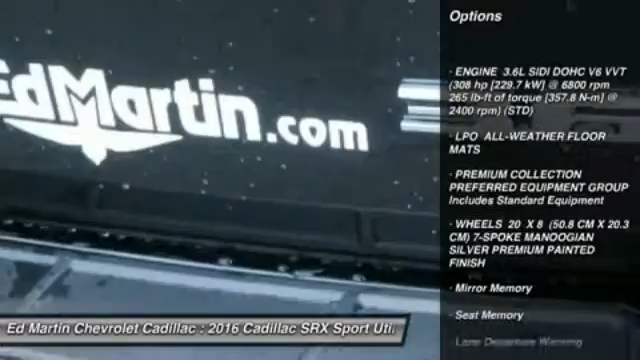 Options
EdMartin.com
· ENGINE 3.6L SIDI DOHC V6 VVT
(308 hp [229.7 kW] @ 6800 rpm
265 lb-ft of torque [357.8 N-m] @
2400 rpm) (STD)
· LPO ALL-WEATHER FLOOR
MATS
· PREMIUM COLLECTION
PREFERRED EQUIPMENT GROUP
Includes Standard Equipment
· WHEELS 20 X 8 (50.8 CM X 20.3
CM) 7-SPOKE MANOOGIAN
SILVER PREMIUM PAINTED
FINISH
· Mirror Memory
· Seat Memory
· Lane Departure Warning
Ed Martin Chevrolet Cadillac : 2016 Cadillac SRX Sport Uti